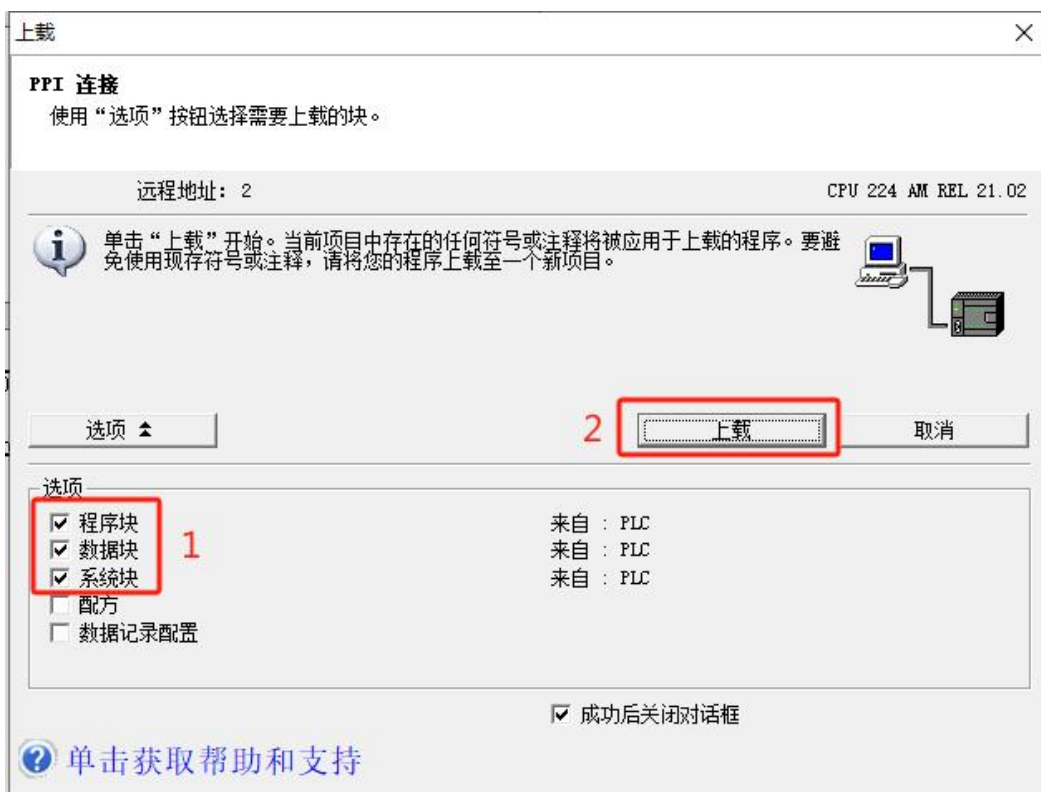 上载
PPI 连接
使用“选项”按钮选择需要上载的块。
远程地址: 2
CPU 224 AM REL 21.02
单击“上载”开始。当前项目中存在的任何符号或注释将被应用于上载的程序。要避
免使用现存符号或注释,请将您的程序上载至一个新项目。
选项
2
上载
取消
选项
程序块
来自 : PLC
1
数据块
来自 : PLC
系统块
来自 : PLC
配方
数据记录配置
成功后关闭对话框
单击获取帮助和支持